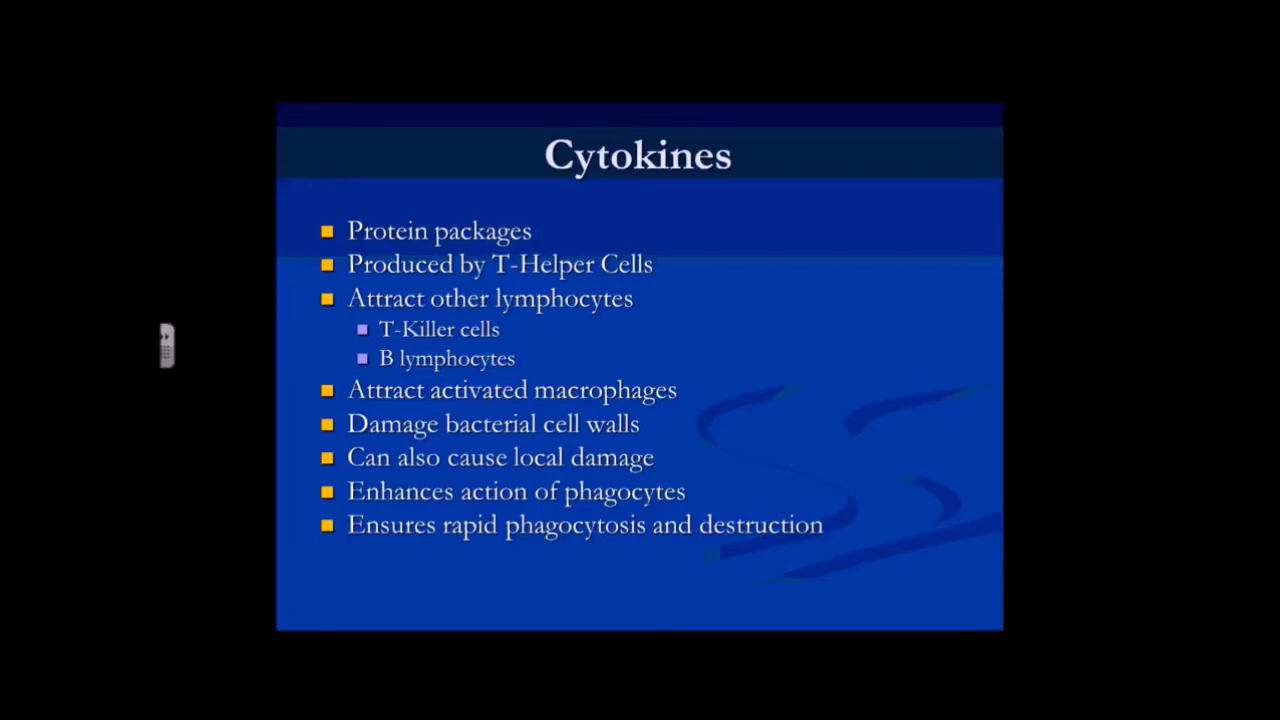 Cytokines
Protein packages
Produced by T-Helper Cells
Attract other lymphocytes
T-Killer cells
B lymphocytes
Attract activated macrophages
Damage bacterial cell walls
Can also cause local damage
Enhances action of phagocytes
Ensures rapid phagocytosis and destruction